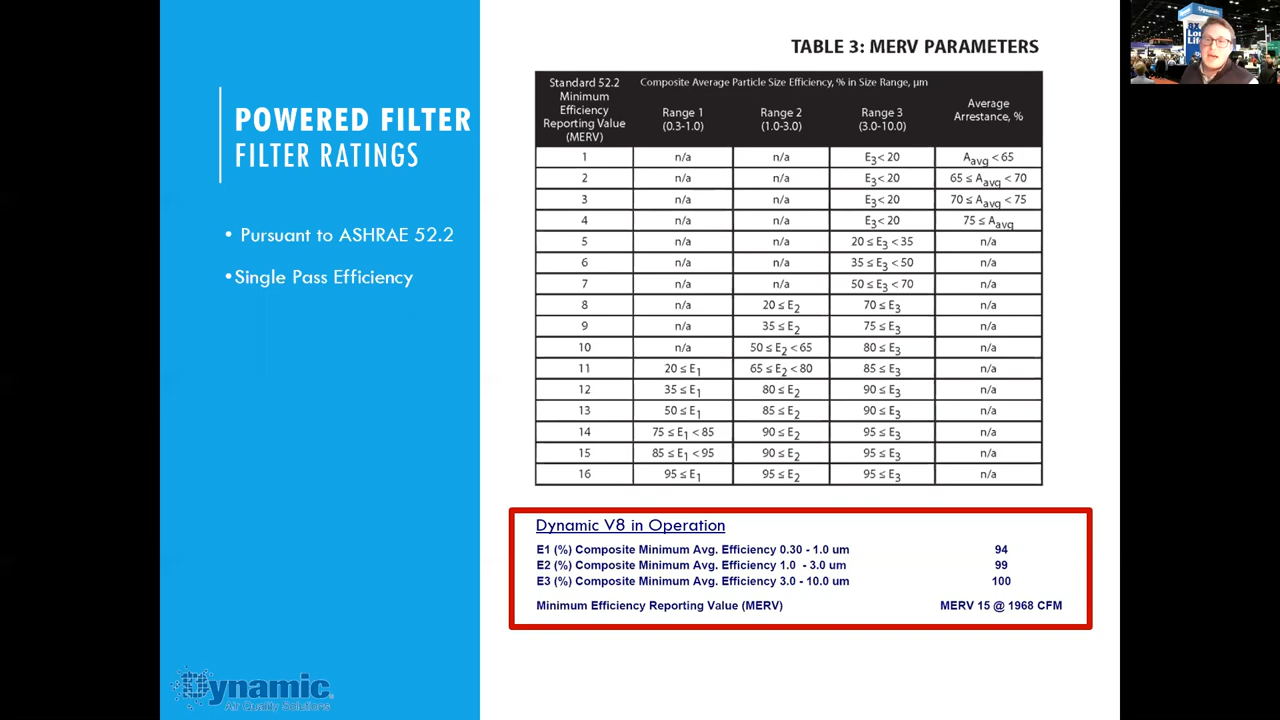 POWERED FILTER
FILTER RATINGS
• Pursuant to ASHRAE 52.2
•Single Pass Efficiency
Dynamic
Air Quality Solutions
TABLE 3: MERV PARAMETERS
Standard 52.2 Minimum Efficiency Reporting Value (MERV) Composite Average Particle Size Efficiency, % in Size Range, µm Average Arrestance, %
Range 1 (0.3-1.0) Range 2 (1.0-3.0) Range 3 (3.0-10.0)
1 n/a n/a E3< 20 Aavg < 65
2 n/a n/a E3< 20 65 ≤ Aavg < 70
3 n/a n/a E3< 20 70 ≤ Aavg < 75
4 n/a n/a E3< 20 75 ≤ Aavg
5 n/a n/a 20 ≤ E3 < 35 n/a
6 n/a n/a 35 ≤ E3 < 50 n/a
7 n/a n/a 50 ≤ E3 < 70 n/a
8 n/a 20 ≤ E2 70 ≤ E3 n/a
9 n/a 35 ≤ E2 75 ≤ E3 n/a
10 n/a 50 ≤ E2 < 65 80 ≤ E3 n/a
11 20 ≤ E1 65 ≤ E2 < 80 85 ≤ E3 n/a
12 35 ≤ E1 80 ≤ E2 90 ≤ E3 n/a
13 50 ≤ E1 85 ≤ E2 90 ≤ E3 n/a
14 75 ≤ E1 < 85 90 ≤ E2 95 ≤ E3 n/a
15 85 ≤ E1 < 95 90 ≤ E2 95 ≤ E3 n/a
16 95 ≤ E1 95 ≤ E2 95 ≤ E3 n/a
Dynamic V8 in Operation
E1 (%) Composite Minimum Avg. Efficiency 0.30 - 1.0 um 94
E2 (%) Composite Minimum Avg. Efficiency 1.0 - 3.0 um 99
E3 (%) Composite Minimum Avg. Efficiency 3.0 - 10.0 um 100
Minimum Efficiency Reporting Value (MERV) MERV 15 @ 1968 CFM
Dynamic